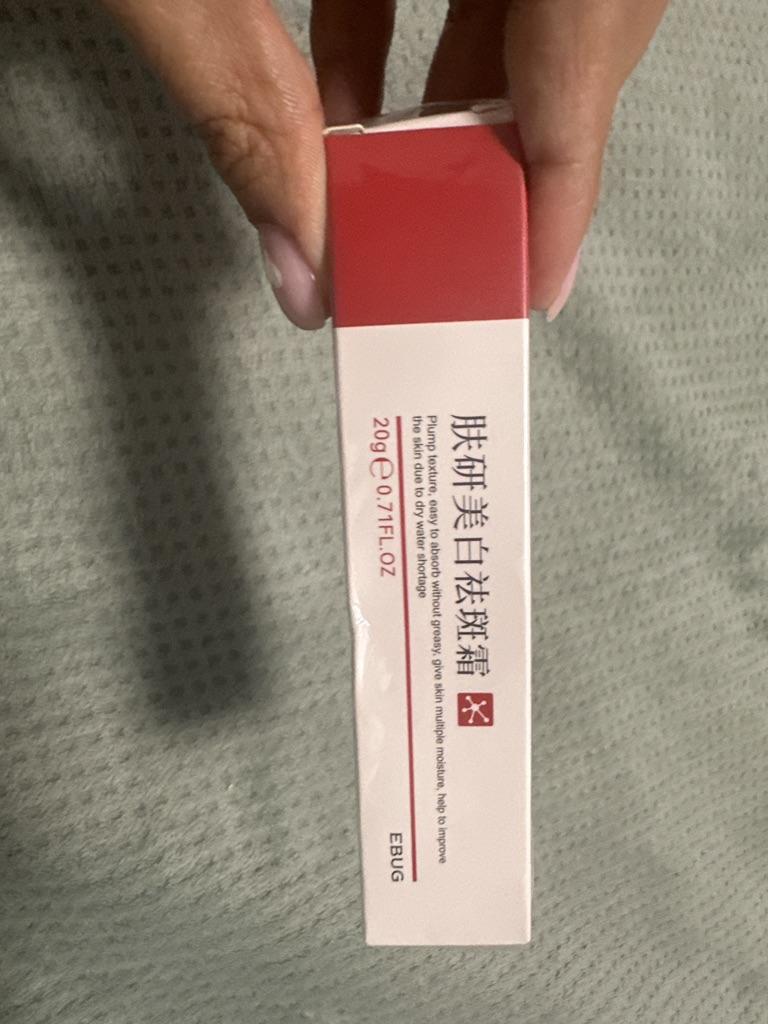 肤研美白祛斑霜
Plump texture, easy to absorb without greasy, give skin multiple moisture, help to improve
the skin due to dry water shortage
20g ℮ 0.71FL.OZ
EBUG